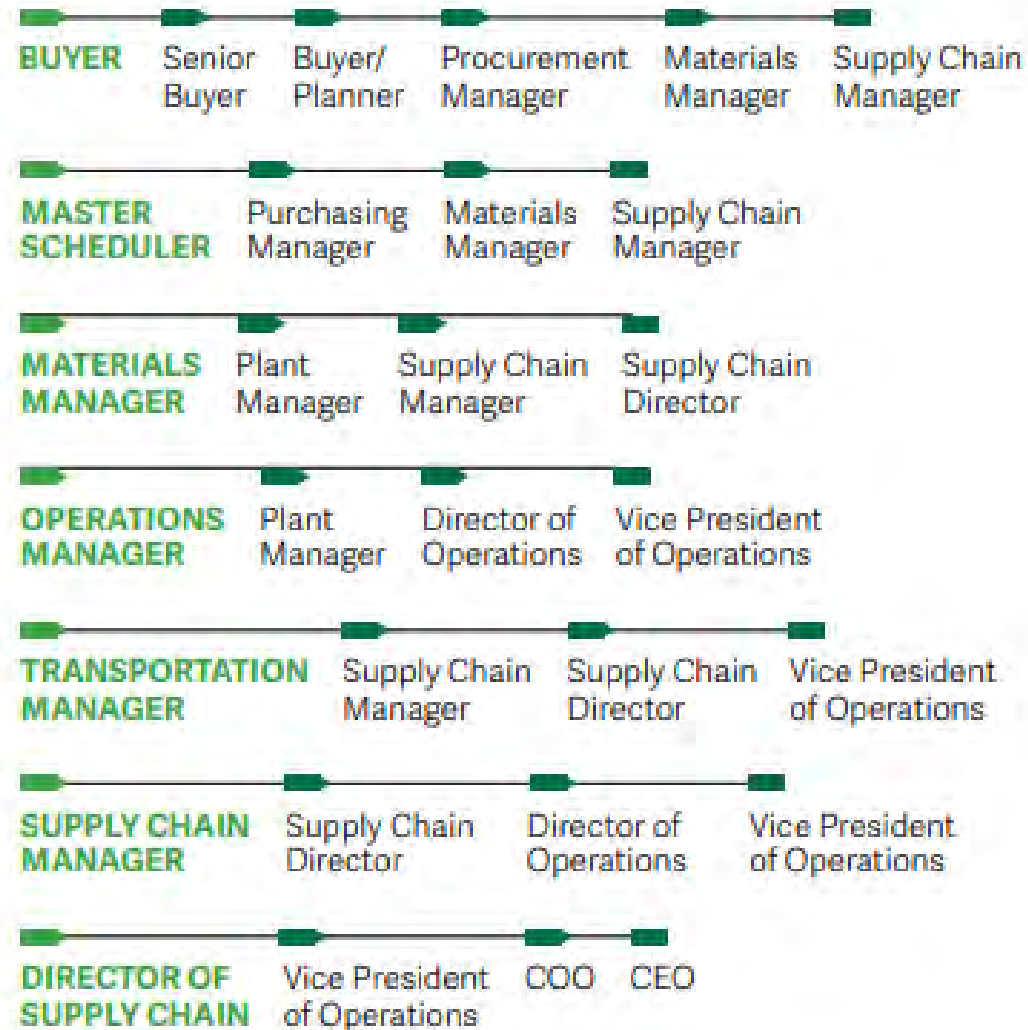 BUYER Senior Buyer/ Procurement Materials Supply Chain
Buyer Planner Manager Manager Manager
MASTER Purchasing Materials Supply Chain
SCHEDULER Manager Manager Manager
MATERIALS Plant Supply Chain Supply Chain
MANAGER Manager Manager Director
OPERATIONS Plant Director of Vice President
MANAGER Manager Operations of Operations
TRANSPORTATION Supply Chain Supply Chain Vice President
MANAGER Manager Director of Operations
SUPPLY CHAIN Supply Chain Director of Vice President
MANAGER Director Operations of Operations
DIRECTOR OF Vice President COO CEO
SUPPLY CHAIN of Operations